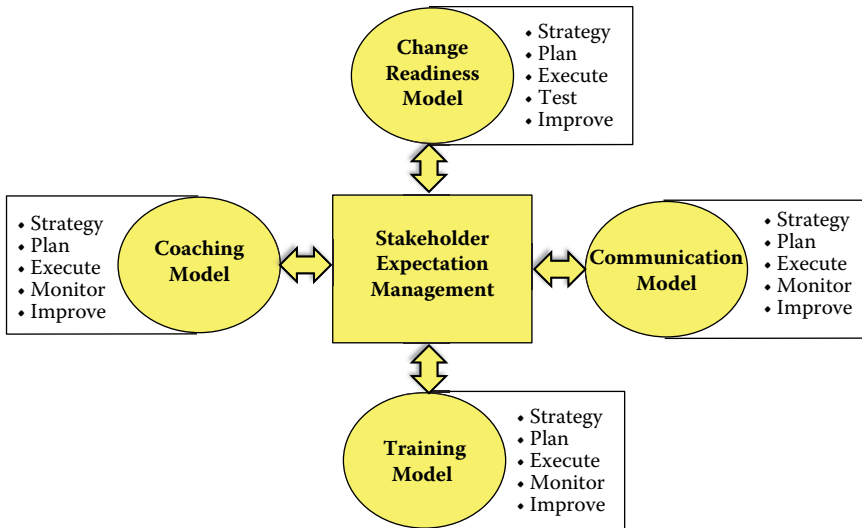 Change
Readiness
Model
• Strategy
• Plan
• Execute
• Test
• Improve
• Strategy
• Plan
• Execute
• Monitor
• Improve
Coaching
Model
Stakeholder
Expectation
Management
Communication
Model
• Strategy
• Plan
• Execute
• Monitor
• Improve
Training
Model
• Strategy
• Plan
• Execute
• Monitor
• Improve